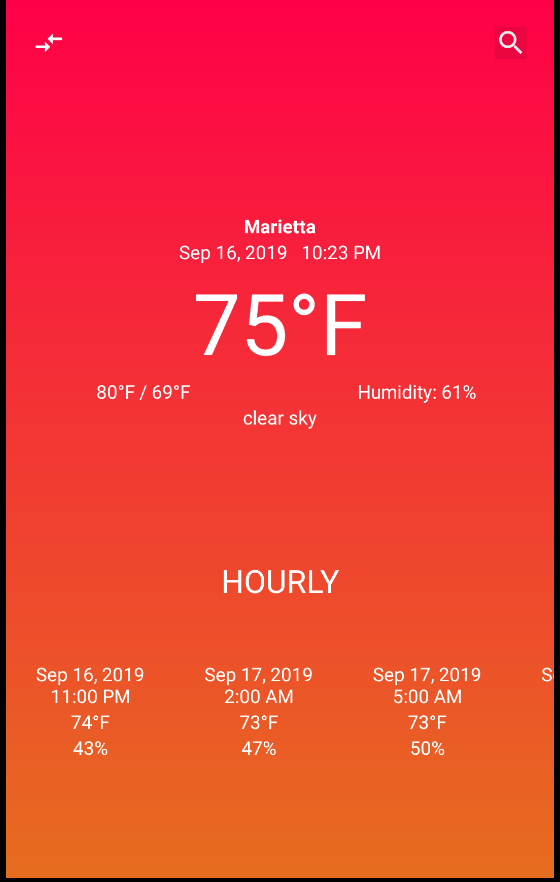 Marietta
Sep 16, 2019   10:23 PM
75°F
80°F / 69°F   Humidity: 61%
clear sky
HOURLY
Sep 16, 2019   Sep 17, 2019   Sep 17, 2019
11:00 PM   2:00 AM   5:00 AM
74°F   73°F   73°F
43%   47%   50%